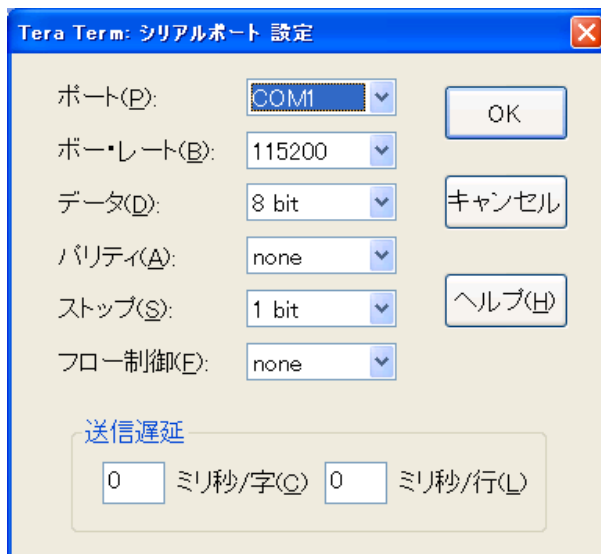 Tera Term: シリアルポート 設定
ポート(P): COM1
OK
ボー・レート(B): 115200
データ(D): 8 bit
キャンセル
パリティ(A): none
ストップ(S): 1 bit
ヘルプ(H)
フロー制御(F): none
送信遅延
0 ミリ秒/字(C) 0 ミリ秒/行(L)